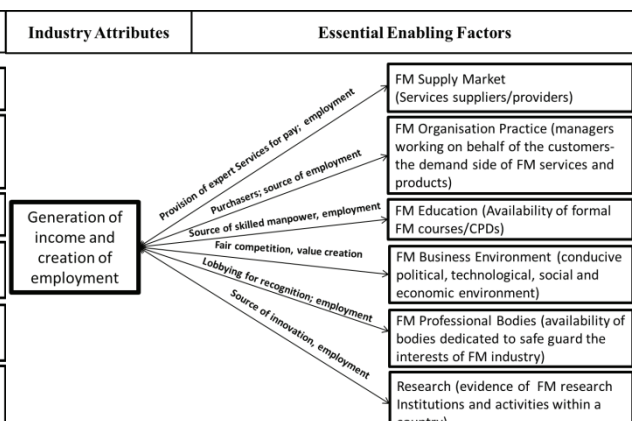 Industry Attributes
Essential Enabling Factors
Generation of
income and
creation of
employment
Provision of expert Services for pay; employment
Purchasers; source of employment
Source of skilled manpower, employment
Fair competition, value creation
Lobbying for recognition; employment
Source of innovation, employment
FM Supply Market
(Services suppliers/providers)
FM Organisation Practice (managers
working on behalf of the customers-
the demand side of FM services and
products)
FM Education (Availability of formal
FM courses/CPDs)
FM Business Environment (conducive
political, technological, social and
economic environment)
FM Professional Bodies (availability of
bodies dedicated to safe guard the
interests of FM industry)
Research (evidence of FM research
Institutions and activities within a
country)